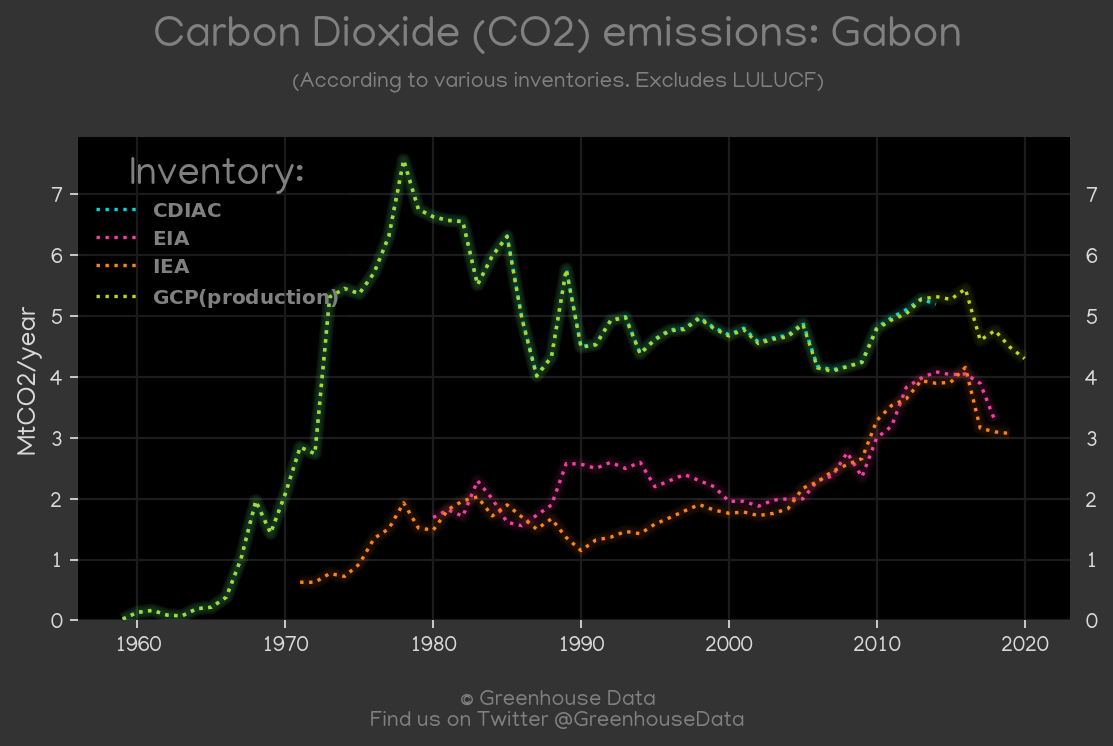 Carbon Dioxide (CO2) emissions: Gabon
(According to various inventories. Excludes LULUCF)
Inventory:
CDIAC
EIA
IEA
GCP(production)
MtCO2/year
7
6
5
4
3
2
1
0
7
6
5
4
3
2
1
0
1960 1970 1980 1990 2000 2010 2020
© Greenhouse Data
Find us on Twitter @GreenhouseData